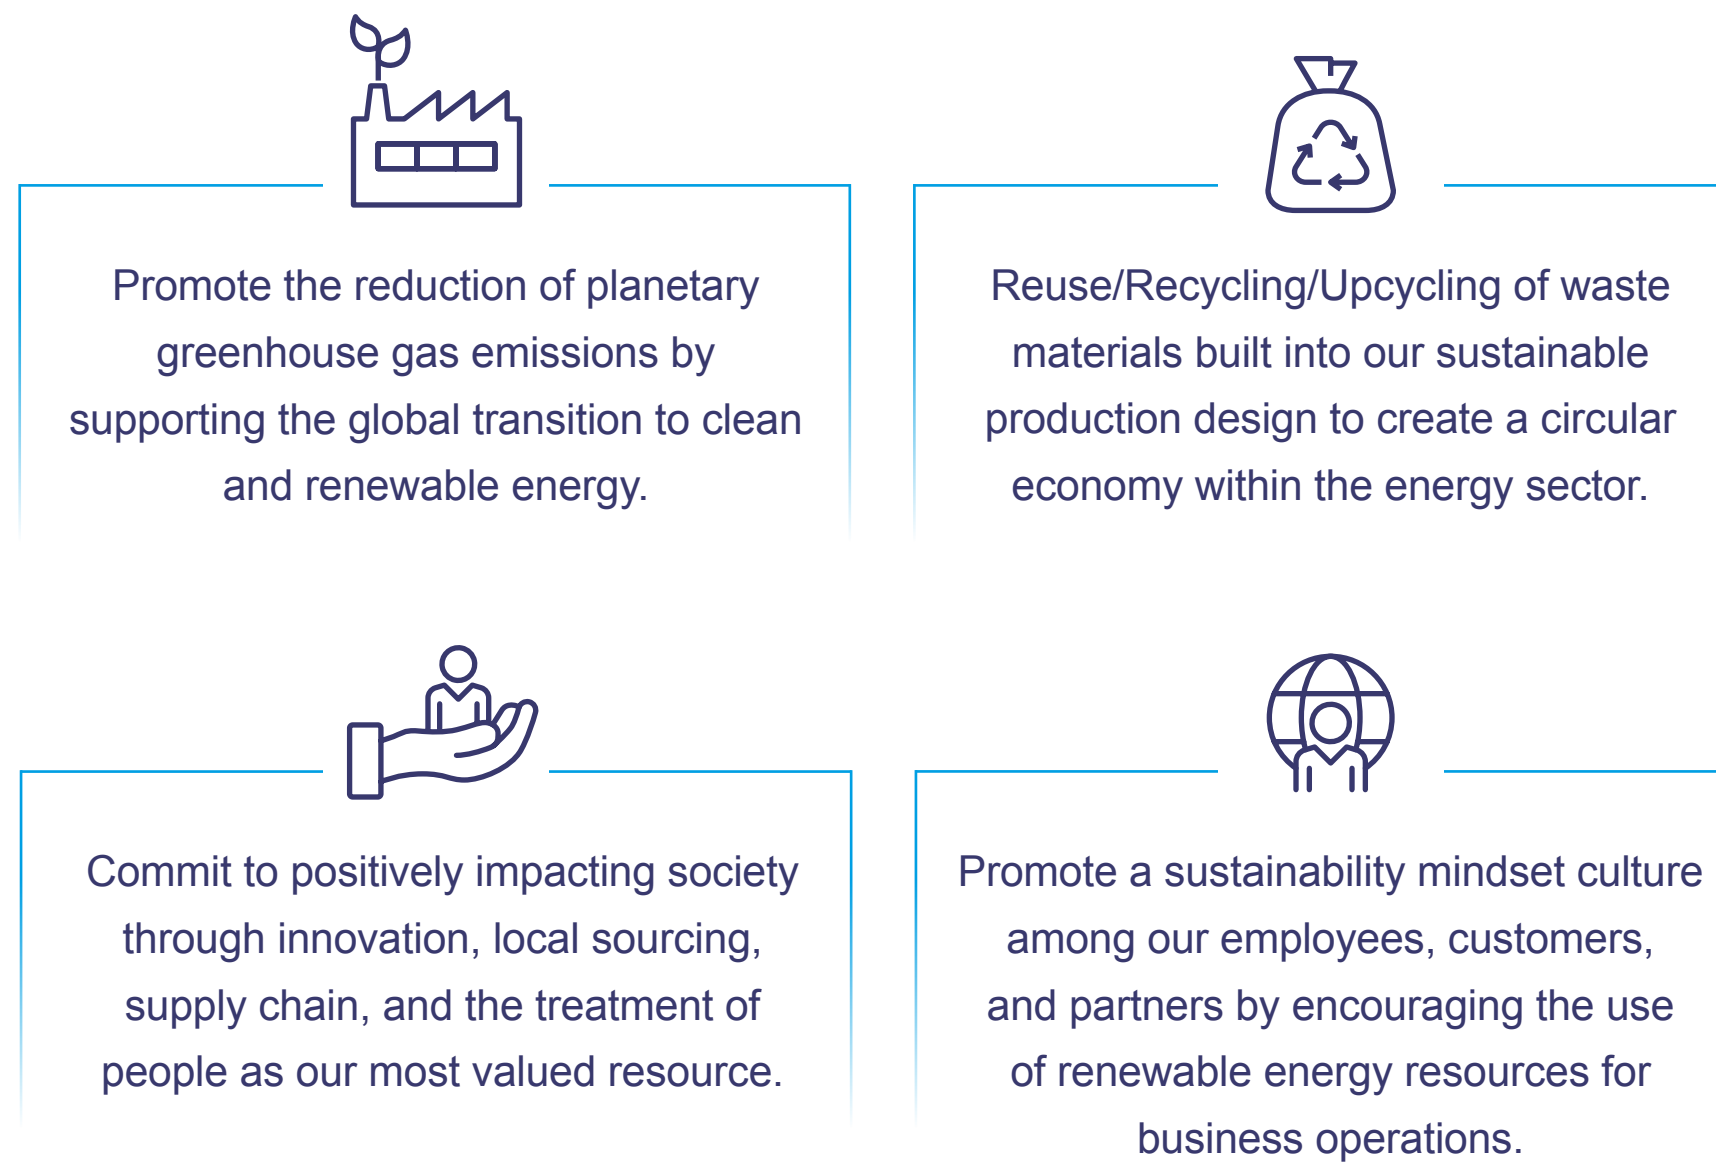 Promote the reduction of planetary
greenhouse gas emissions by
supporting the global transition to clean
and renewable energy.
Reuse/Recycling/Upcycling of waste
materials built into our sustainable
production design to create a circular
economy within the energy sector.
Commit to positively impacting society
through innovation, local sourcing,
supply chain, and the treatment of
people as our most valued resource.
Promote a sustainability mindset culture
among our employees, customers,
and partners by encouraging the use
of renewable energy resources for
business operations.